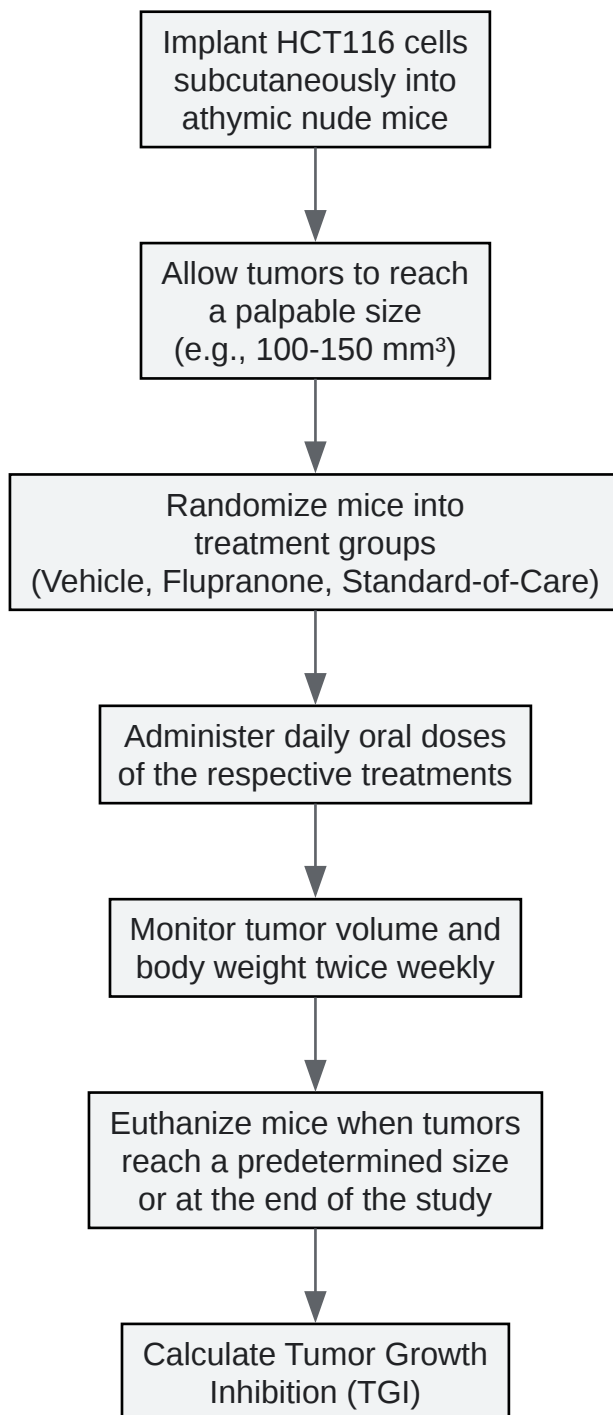 Implant HCT116 cells
subcutaneously into
athymic nude mice
Allow tumors to reach
a palpable size
(e.g., 100-150 mm³)
Randomize mice into
treatment groups
(Vehicle, Flupranone, Standard-of-Care)
Administer daily oral doses
of the respective treatments
Monitor tumor volume and
body weight twice weekly
Euthanize mice when tumors
reach a predetermined size
or at the end of the study
Calculate Tumor Growth
Inhibition (TGI)